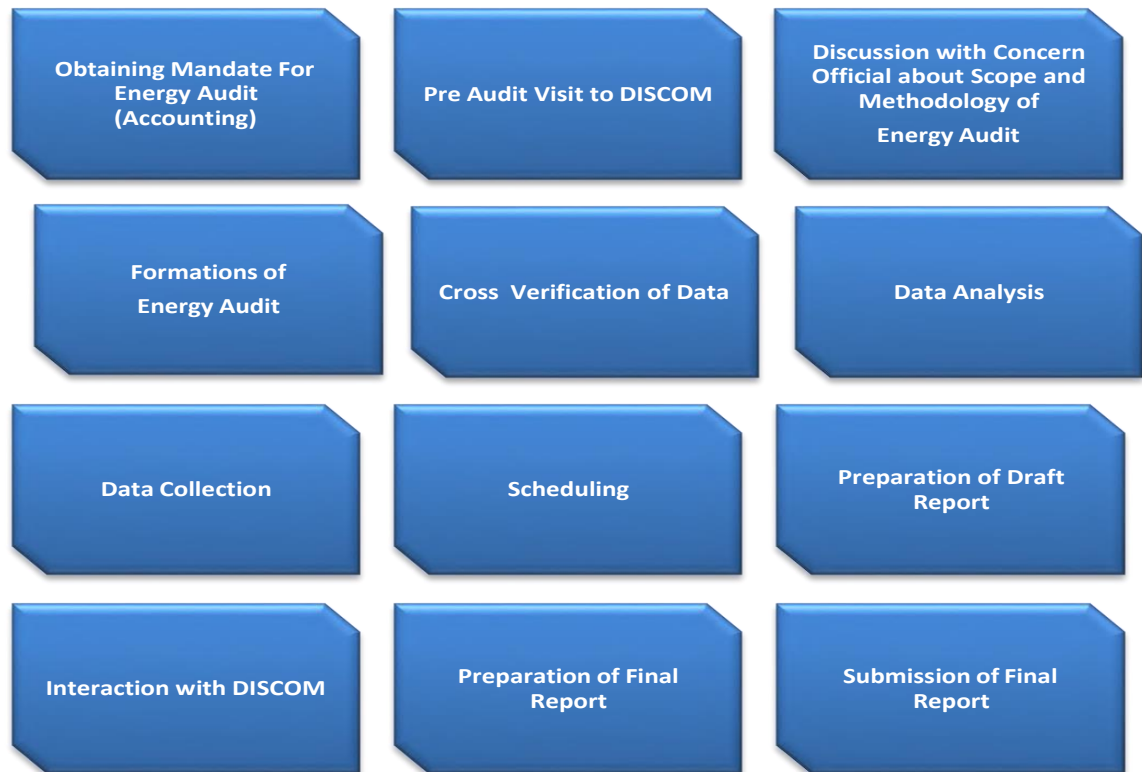 Obtaining Mandate For
Energy Audit
(Accounting)
Pre Audit Visit to DISCOM
Discussion with Concern
Official about Scope and
Methodology of
Energy Audit
Formations of
Energy Audit
Cross Verification of Data
Data Analysis
Data Collection
Scheduling
Preparation of Draft
Report
Interaction with DISCOM
Preparation of Final
Report
Submission of Final
Report